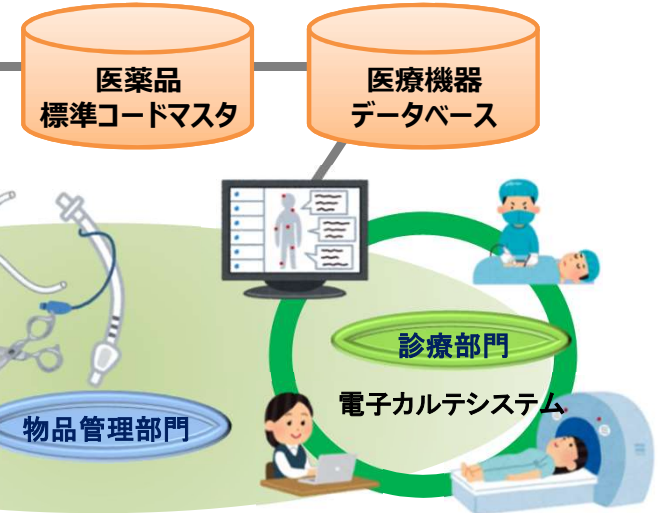 医薬品
標準コードマスタ
医療機器
データベース
診療部門
電子カルテシステム
物品管理部門